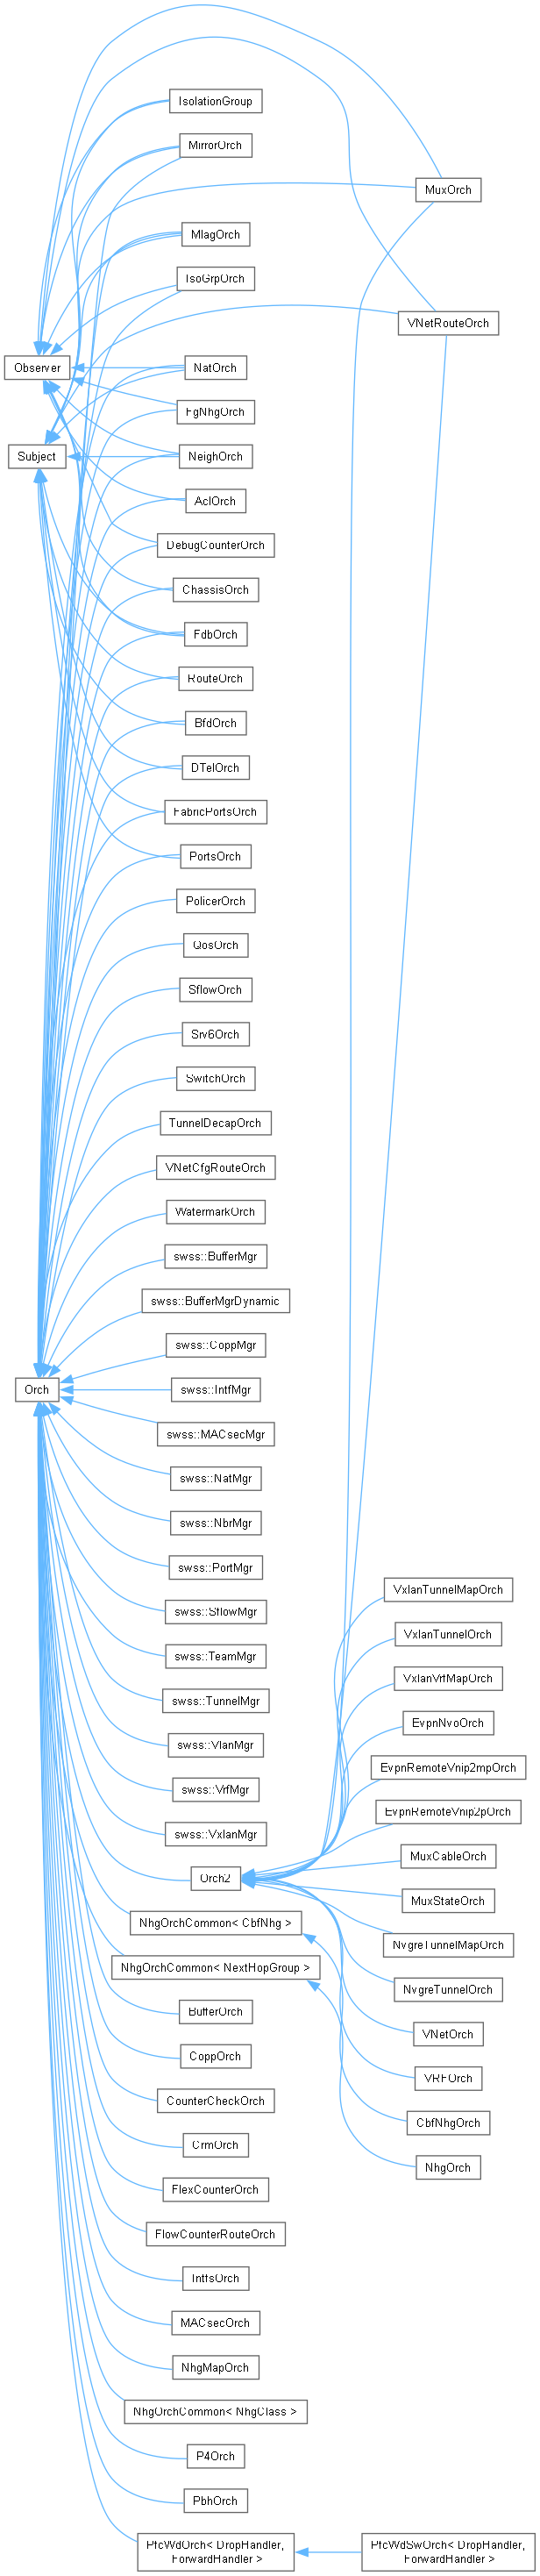 IsolationGroup
MirrorOrch
MuxOrch
MlagOrch
IsoGrpOrch
VNetRouteOrch
Observer
NatOrch
FgNhgOrch
Subject
NeighOrch
AclOrch
DebugCounterOrch
ChassisOrch
FdbOrch
RouteOrch
BfdOrch
DTelOrch
FabricPortsOrch
PortsOrch
PolicerOrch
QosOrch
SflowOrch
Srv6Orch
SwitchOrch
TunnelDecapOrch
VNetCfgRouteOrch
WatermarkOrch
swss::BufferMgr
swss::BufferMgrDynamic
swss::CoppMgr
Orch
swss::IntfMgr
swss::MACsecMgr
swss::NatMgr
swss::NbrMgr
swss::PortMgr
VxlanTunnelMapOrch
swss::SflowMgr
VxlanTunnelOrch
swss::TeamMgr
VxlanVrfMapOrch
swss::TunnelMgr
EvpnNvoOrch
swss::VlanMgr
EvpnRemoteVnip2mpOrch
swss::VrfMgr
EvpnRemoteVnip2pOrch
swss::VxlanMgr
MuxCableOrch
Orch2
MuxStateOrch
NhgOrchCommon< CbfNhg >
NvgreTunnelMapOrch
NhgOrchCommon< NextHopGroup >
NvgreTunnelOrch
BufferOrch
VNetOrch
CoppOrch
VRFOrch
CounterCheckOrch
CbfNhgOrch
CrmOrch
NhgOrch
FlexCounterOrch
FlowCounterRouteOrch
IntfsOrch
MACsecOrch
NhgMapOrch
NhgOrchCommon< NhgClass >
P4Orch
PbhOrch
PfcWdOrch< DropHandler,
ForwardHandler >
PfcWdSwOrch< DropHandler,
ForwardHandler >